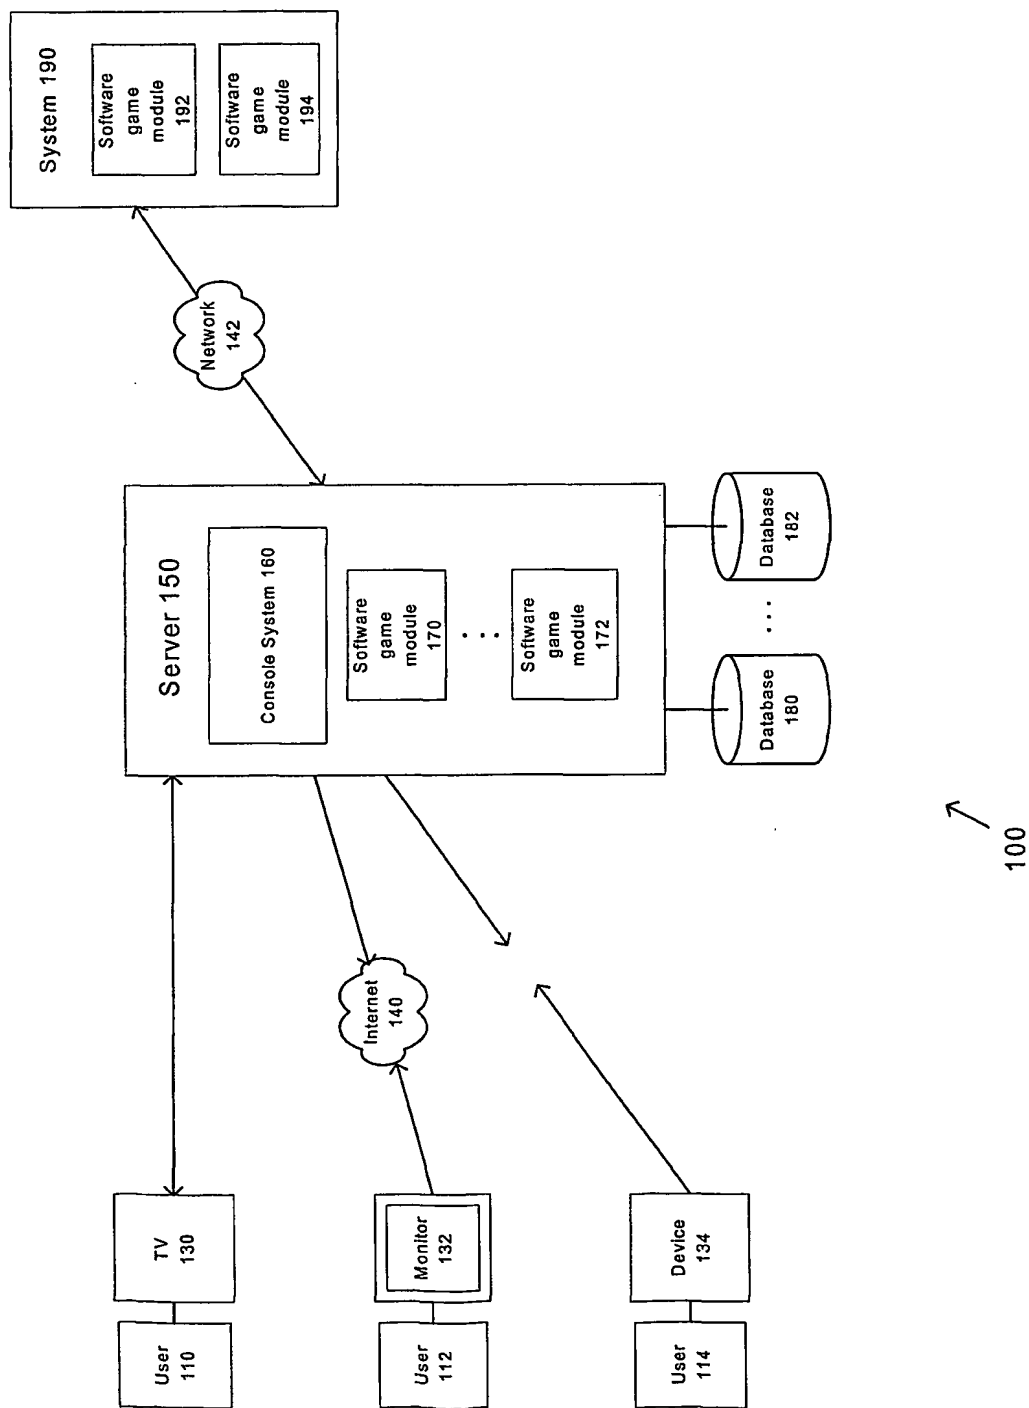 User
110
TV
130
User
112
Monitor
132
User
114
Device
134
Internet
140
Server 150
Console System 160
Software
game
module
170
...
Software
game
module
172
Database
180
...
Database
182
Network
142
System 190
Software
game
module
192
Software
game
module
194
100